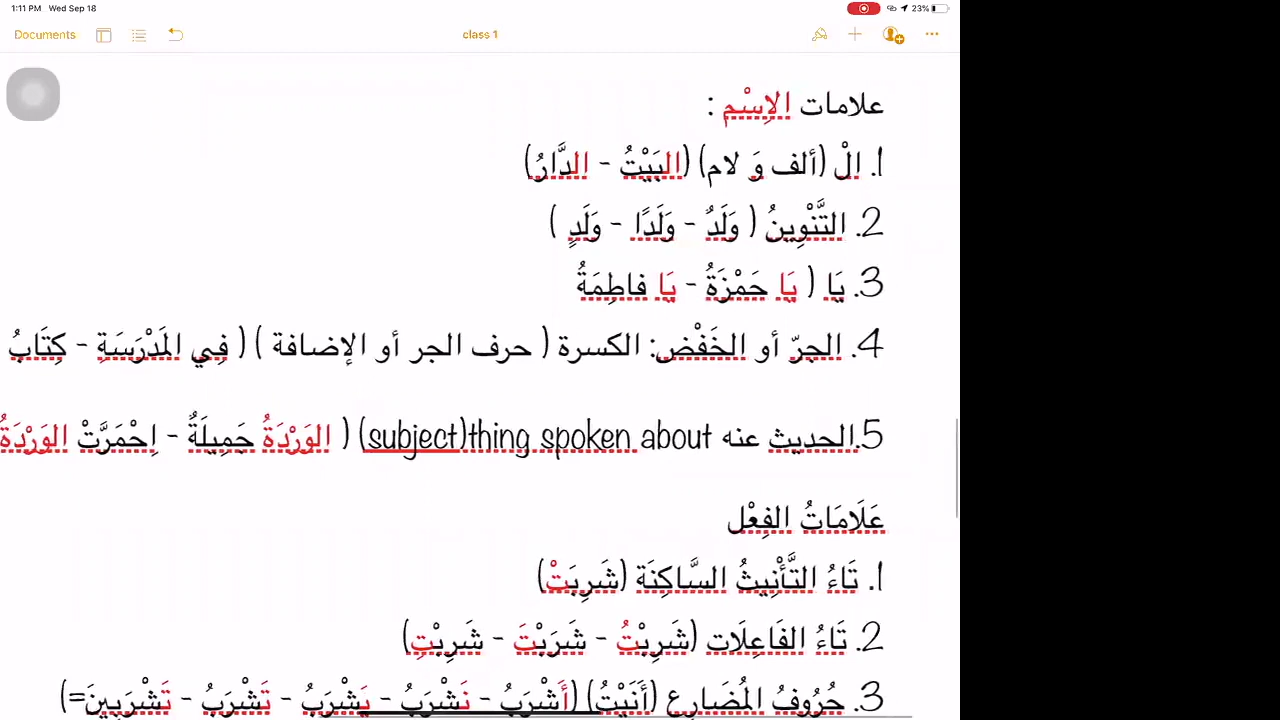 1:11 PM Wed Sep 18
23%
Documents
class 1
علامات الاِسْم :
1. الْ (ألف وَ لام) (البَيْتُ - الدَّارُ)
2. التَّنْوِينُ ( وَلَدٌ - وَلَدًا - وَلَدٍ )
3. يَا ( يَا حَمْزَةُ - يَا فاطِمَةُ
4. الجرّ أو الخَفْض: الكسرة ( حرف الجر أو الإضافة ) ( فِي المَدْرَسَةِ - كِتَابُ
5.الحديث عنه subject)thing spoken about) ( الوَرْدَةُ جَمِيلَةٌ - اِحْمَرَّتْ الوَرْدَةُ
عَلَامَاتُ الفِعْل
1. تَاءُ التَّأْنِيثُ السَّاكِنَة (شَرِبَتْ)
2. تَاءُ الفَاعِلَات (شَرِبْتُ - شَرَبْتَ - شَرِبْتِ)
3. حُرُوفُ المُضَارِع (أَنَيْتُ) (أَشْرَبُ - نَشْرَبُ - يَشْرَبُ - تَشْرَبُ - تَشْرَبِينَ=)